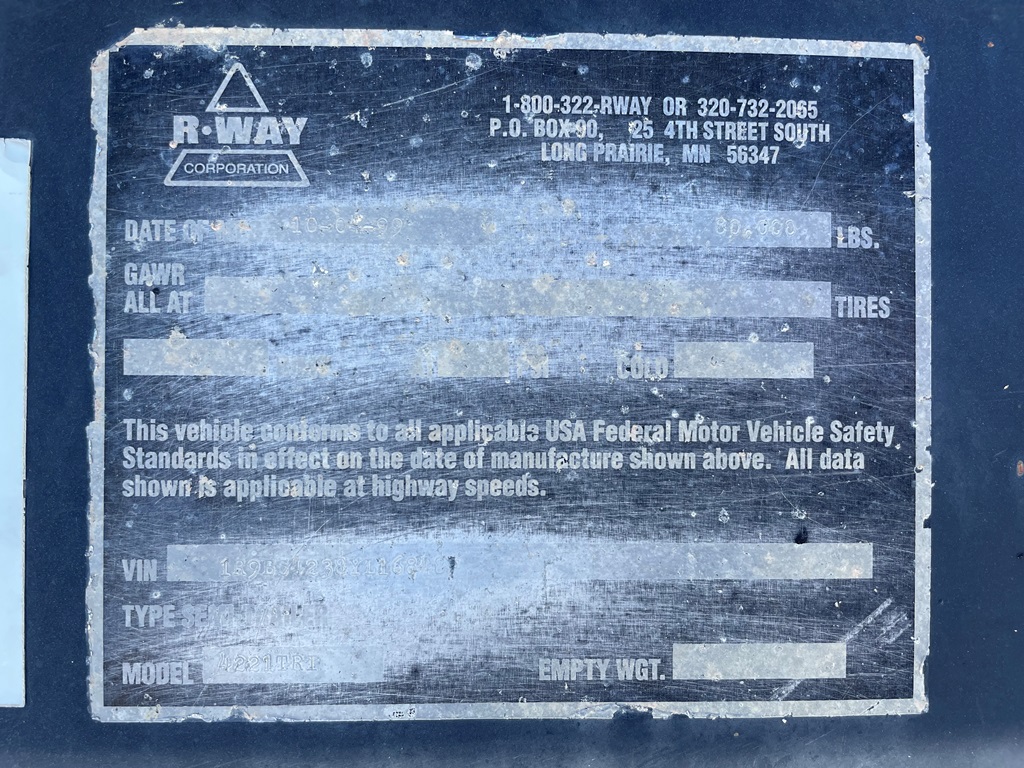 R·WAY
CORPORATION
1-800-322-RWAY OR 320-732-2065
P.O. BOX 90, 25 4TH STREET SOUTH
LONG PRAIRIE, MN 56347
DATE OF
LBS.
GAWR
ALL AT
TIRES
COLD
This vehicle conforms to all applicable USA Federal Motor Vehicle Safety
Standards in effect on the date of manufacture shown above. All data
shown is applicable at highway speeds.
VIN
TYPE
MODEL 4221TRI
EMPTY WGT.